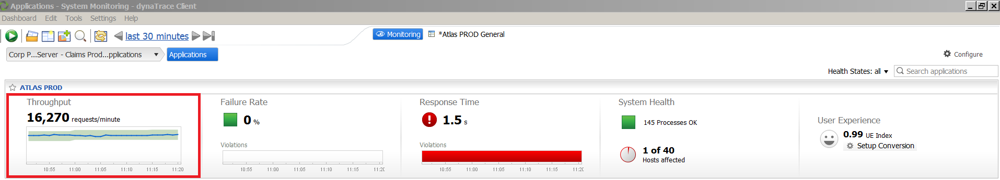 Applications - System Monitoring - dynaTrace Client
Dashboard Edit Tools Settings Help
last 30 minutes
Monitoring
*Atlas PROD General
Corp P...Server - Claims Prod...pplications
Applications
Configure
Health States: all
Search applications
ATLAS PROD
Throughput
16,270 requests/minute
10:55 11:00 11:05 11:10 11:15 11:20
Failure Rate
0 %
Violations
10:55 11:00 11:05 11:10 11:15 11:20
Response Time
1.5 s
Violations
10:55 11:00 11:05 11:10 11:15 11:20
System Health
145 Processes OK
1 of 40
Hosts affected
User Experience
0.99 UE Index
Setup Conversion